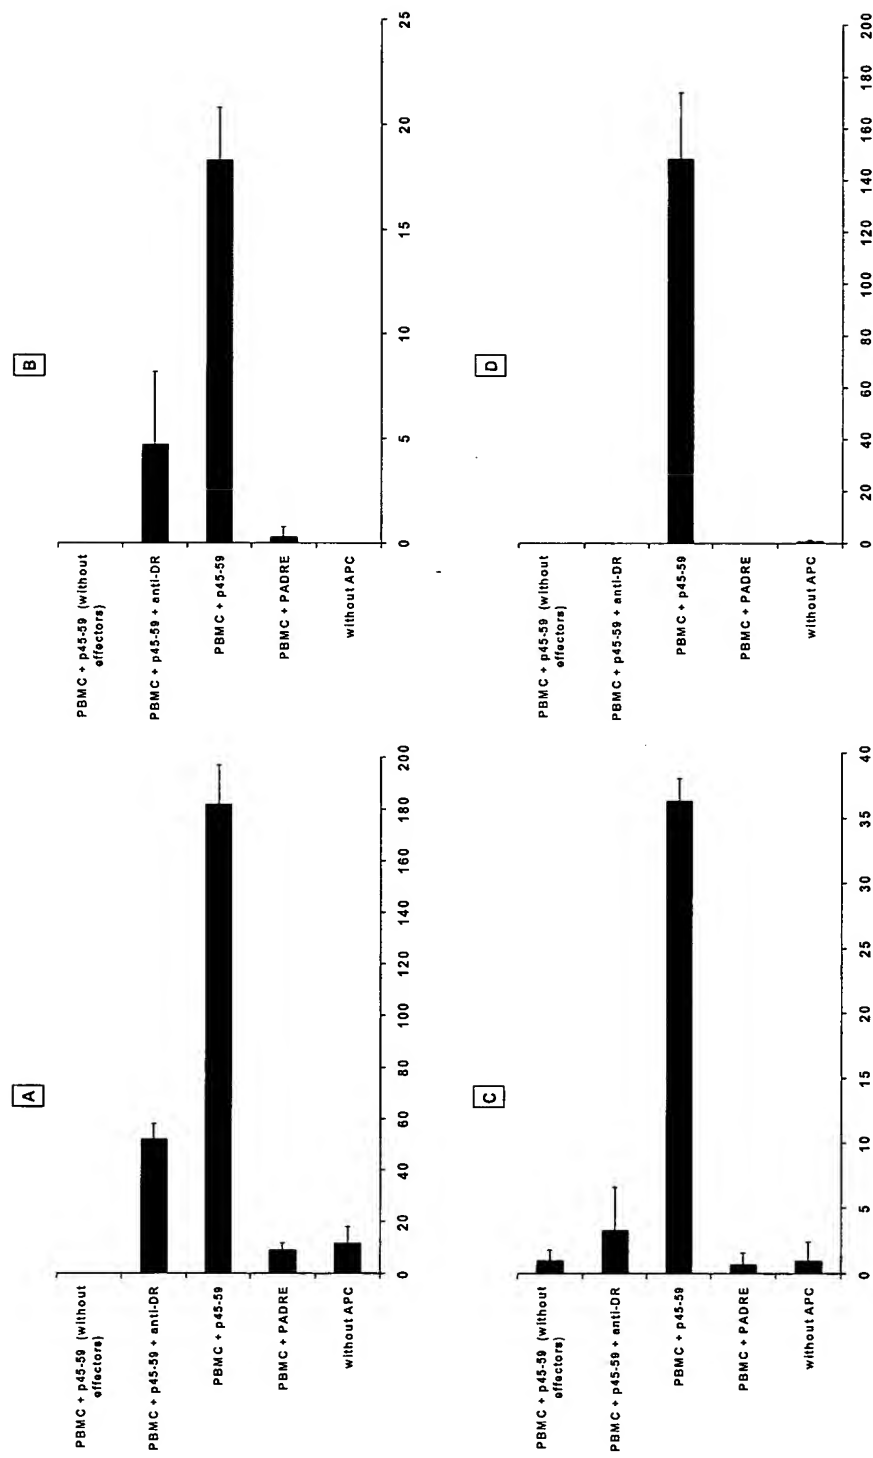 A
PBMC + p45-59 (without
effectors)
PBMC + p45-59 + anti-DR
PBMC + p45-59
PBMC + PADRE
without APC
0 20 40 60 80 100 120 140 160 180 200
B
PBMC + p45-59 (without
effectors)
PBMC + p45-59 + anti-DR
PBMC + p45-59
PBMC + PADRE
without APC
0 5 10 15 20 25
C
PBMC + p45-59 (without
effectors)
PBMC + p45-59 + anti-DR
PBMC + p45-59
PBMC + PADRE
without APC
0 5 10 15 20 25 30 35 40
D
PBMC + p45-59 (without
effectors)
PBMC + p45-59 + anti-DR
PBMC + p45-59
PBMC + PADRE
without APC
0 20 40 60 80 100 120 140 160 180 200